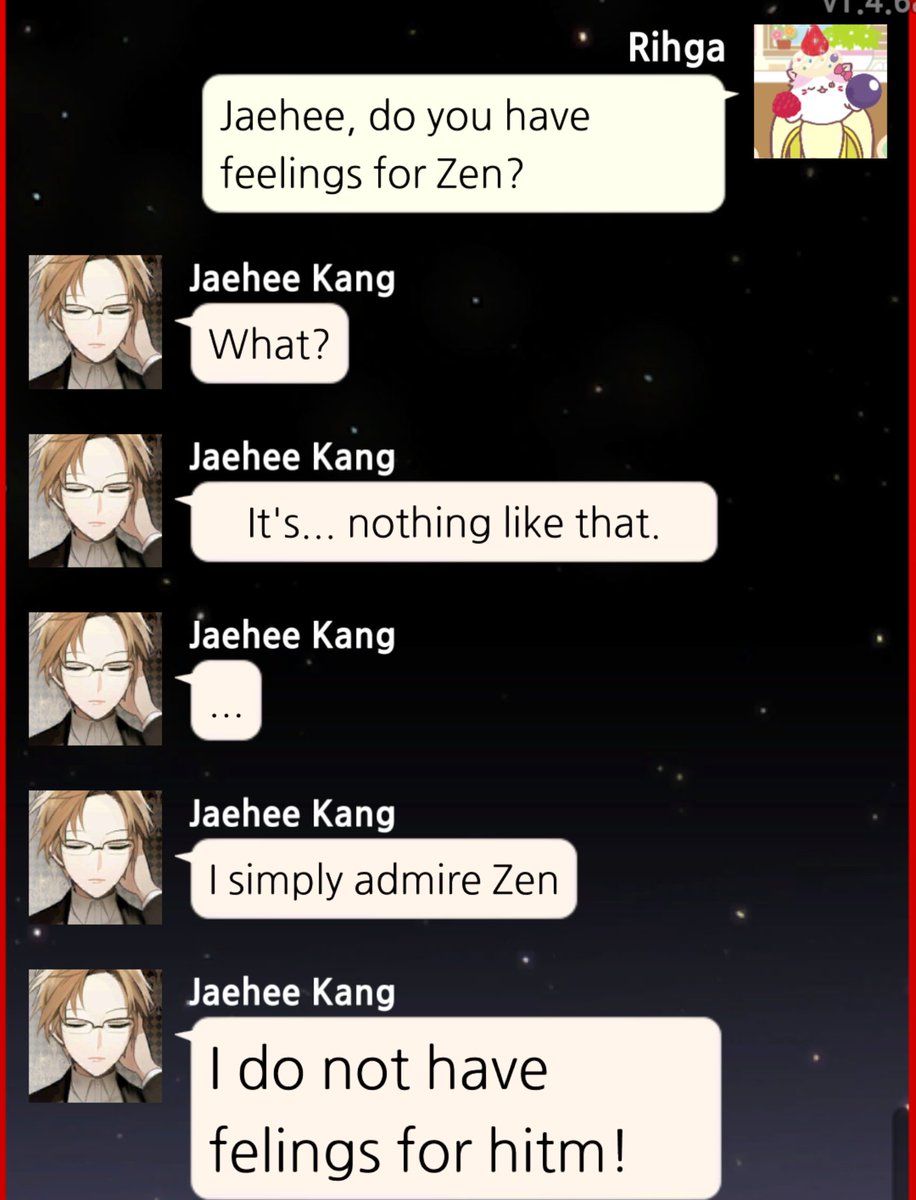 Rihga
Jaehee, do you have
feelings for Zen?
Jaehee Kang
What?
Jaehee Kang
It's... nothing like that.
Jaehee Kang
...
Jaehee Kang
I simply admire Zen
Jaehee Kang
I do not have
felings for hitm!